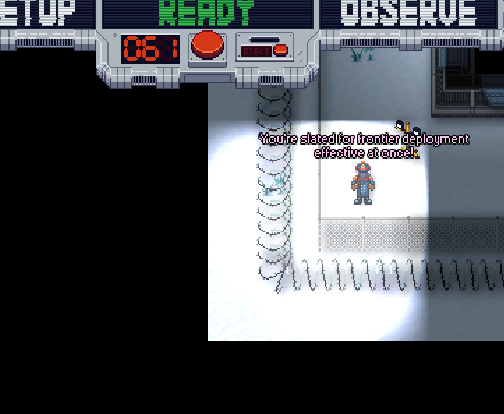 ETUP
READY
OBSERVE
061
You're slated for frontier deployment
effective at once!